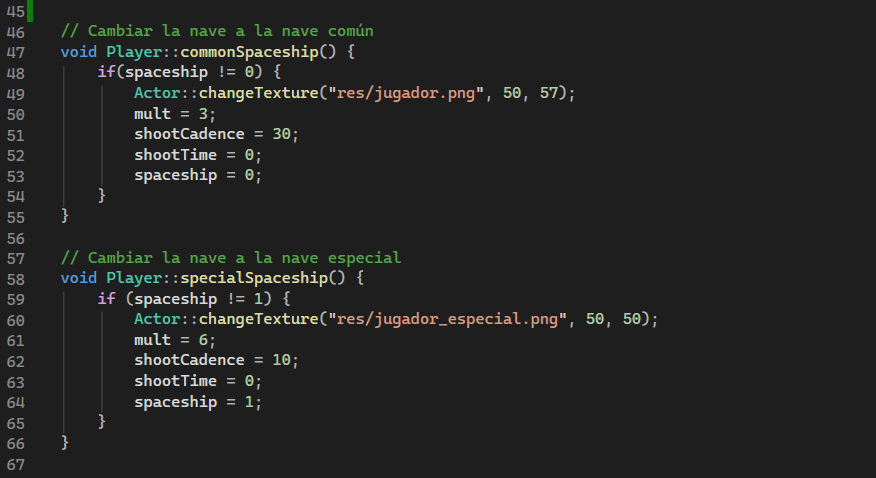 45
46 // Cambiar la nave a la nave común
47 void Player::commonSpaceship() {
48 if(spaceship != 0) {
49 Actor::changeTexture("res/jugador.png", 50, 57);
50 mult = 3;
51 shootCadence = 30;
52 shootTime = 0;
53 spaceship = 0;
54 }
55 }
56
57 // Cambiar la nave a la nave especial
58 void Player::specialSpaceship() {
59 if (spaceship != 1) {
60 Actor::changeTexture("res/jugador_especial.png", 50, 50);
61 mult = 6;
62 shootCadence = 10;
63 shootTime = 0;
64 spaceship = 1;
65 }
66 }
67